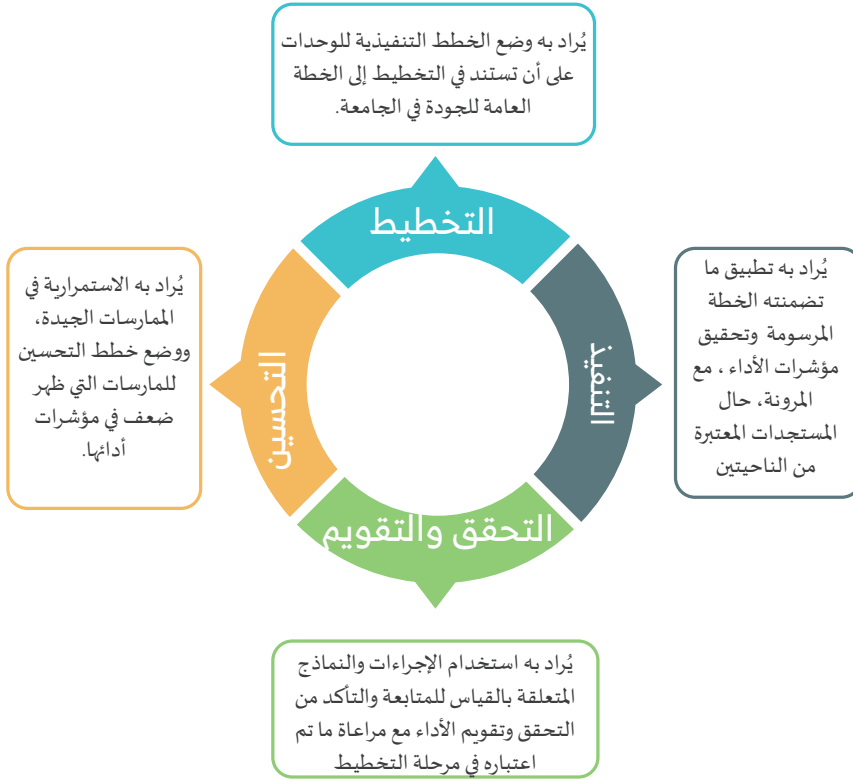 يُراد به وضع الخطط التنفيذية للوحدات
على أن تستند في التخطيط إلى الخطة
العامة للجودة في الجامعة.
التخطيط
يُراد به تطبيق ما
تضمنته الخطة
المرسومة وتحقيق
مؤشرات الأداء ، مع
المرونة، حال
المستجدات المعتبرة
من الناحيتين
التنفيذ
التحقق والتقويم
يُراد به استخدام الإجراءات والنماذج
المتعلقة بالقياس للمتابعة والتأكد من
التحقق وتقويم الأداء مع مراعاة ما تم
اعتباره في مرحلة التخطيط
التحسين
يُراد به الاستمرارية في
الممارسات الجيدة،
ووضع خطط التحسين
للمارسات التي ظهر
ضعف في مؤشرات
أدائها.